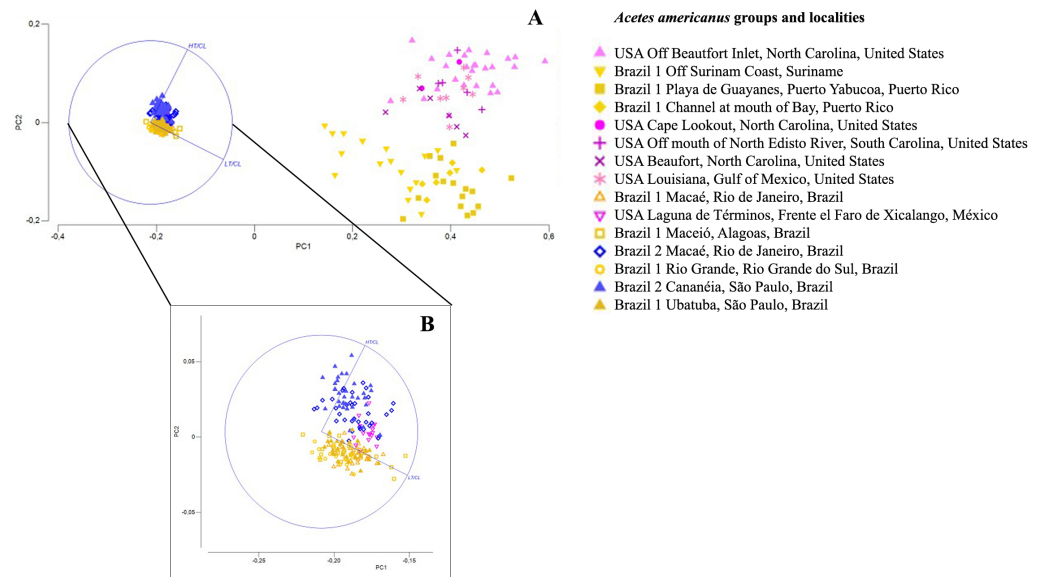 A
Acetes americanus groups and localities
0,2
HT/CL
PC2
0
LT/CL
-0,2
-0,4
-0,2
0
0,2
0,4
0,6
PC1
USA Off Beautfort Inlet, North Carolina, United States
Brazil 1 Off Surinam Coast, Suriname
Brazil 1 Playa de Guayanes, Puerto Yabucoa, Puerto Rico
Brazil 1 Channel at mouth of Bay, Puerto Rico
USA Cape Lookout, North Carolina, United States
USA Off mouth of North Edisto River, South Carolina, United States
USA Beaufort, North Carolina, United States
USA Louisiana, Gulf of Mexico, United States
Brazil 1 Macaé, Rio de Janeiro, Brazil
USA Laguna de Términos, Frente el Faro de Xicalango, México
Brazil 1 Maceió, Alagoas, Brazil
Brazil 2 Macaé, Rio de Janeiro, Brazil
Brazil 1 Rio Grande, Rio Grande do Sul, Brazil
Brazil 2 Cananéia, São Paulo, Brazil
Brazil 1 Ubatuba, São Paulo, Brazil
B
HT/CL
0,05
PC2
0
LT/CL
-0,05
-0,25
-0,20
-0,15
PC1